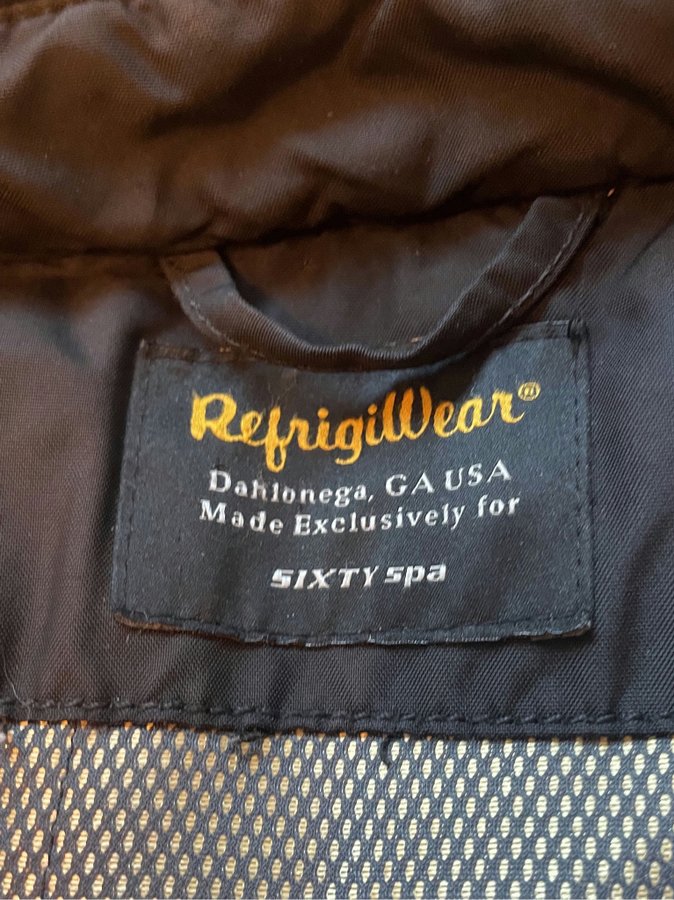 RefrigiWear®
Dahlonega, GA USA
Made Exclusively for
SIXTY spa